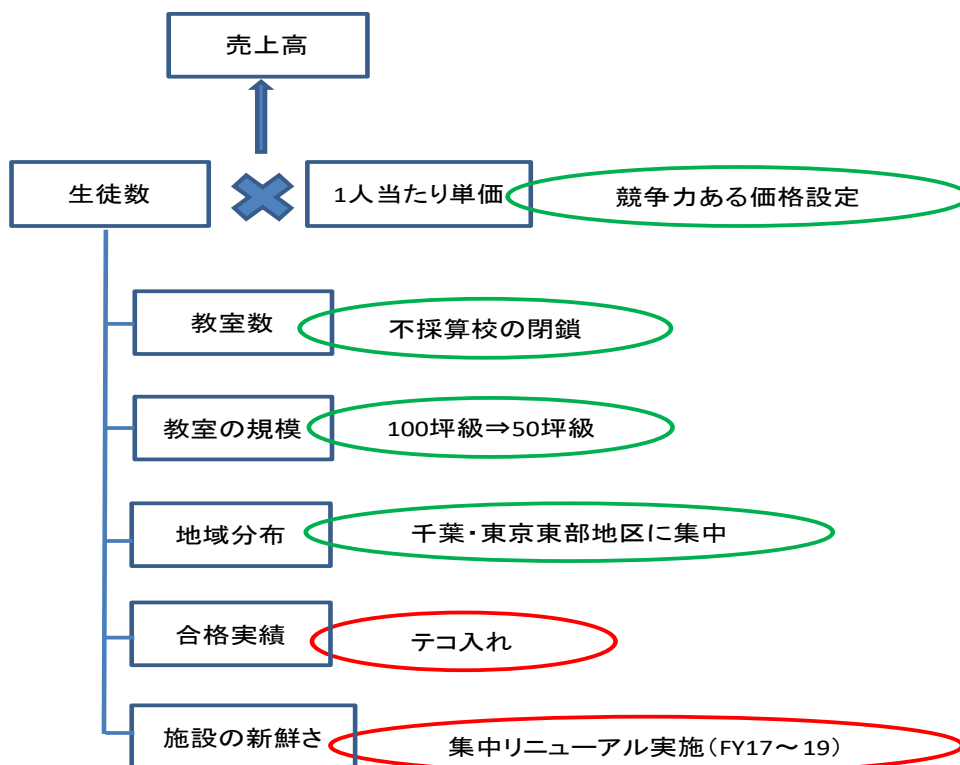 売上高
生徒数
1人当たり単価
競争力ある価格設定
教室数
不採算校の閉鎖
教室の規模
100坪級⇒50坪級
地域分布
千葉・東京東部地区に集中
合格実績
テコ入れ
施設の新鮮さ
集中リニューアル実施（FY17～19）